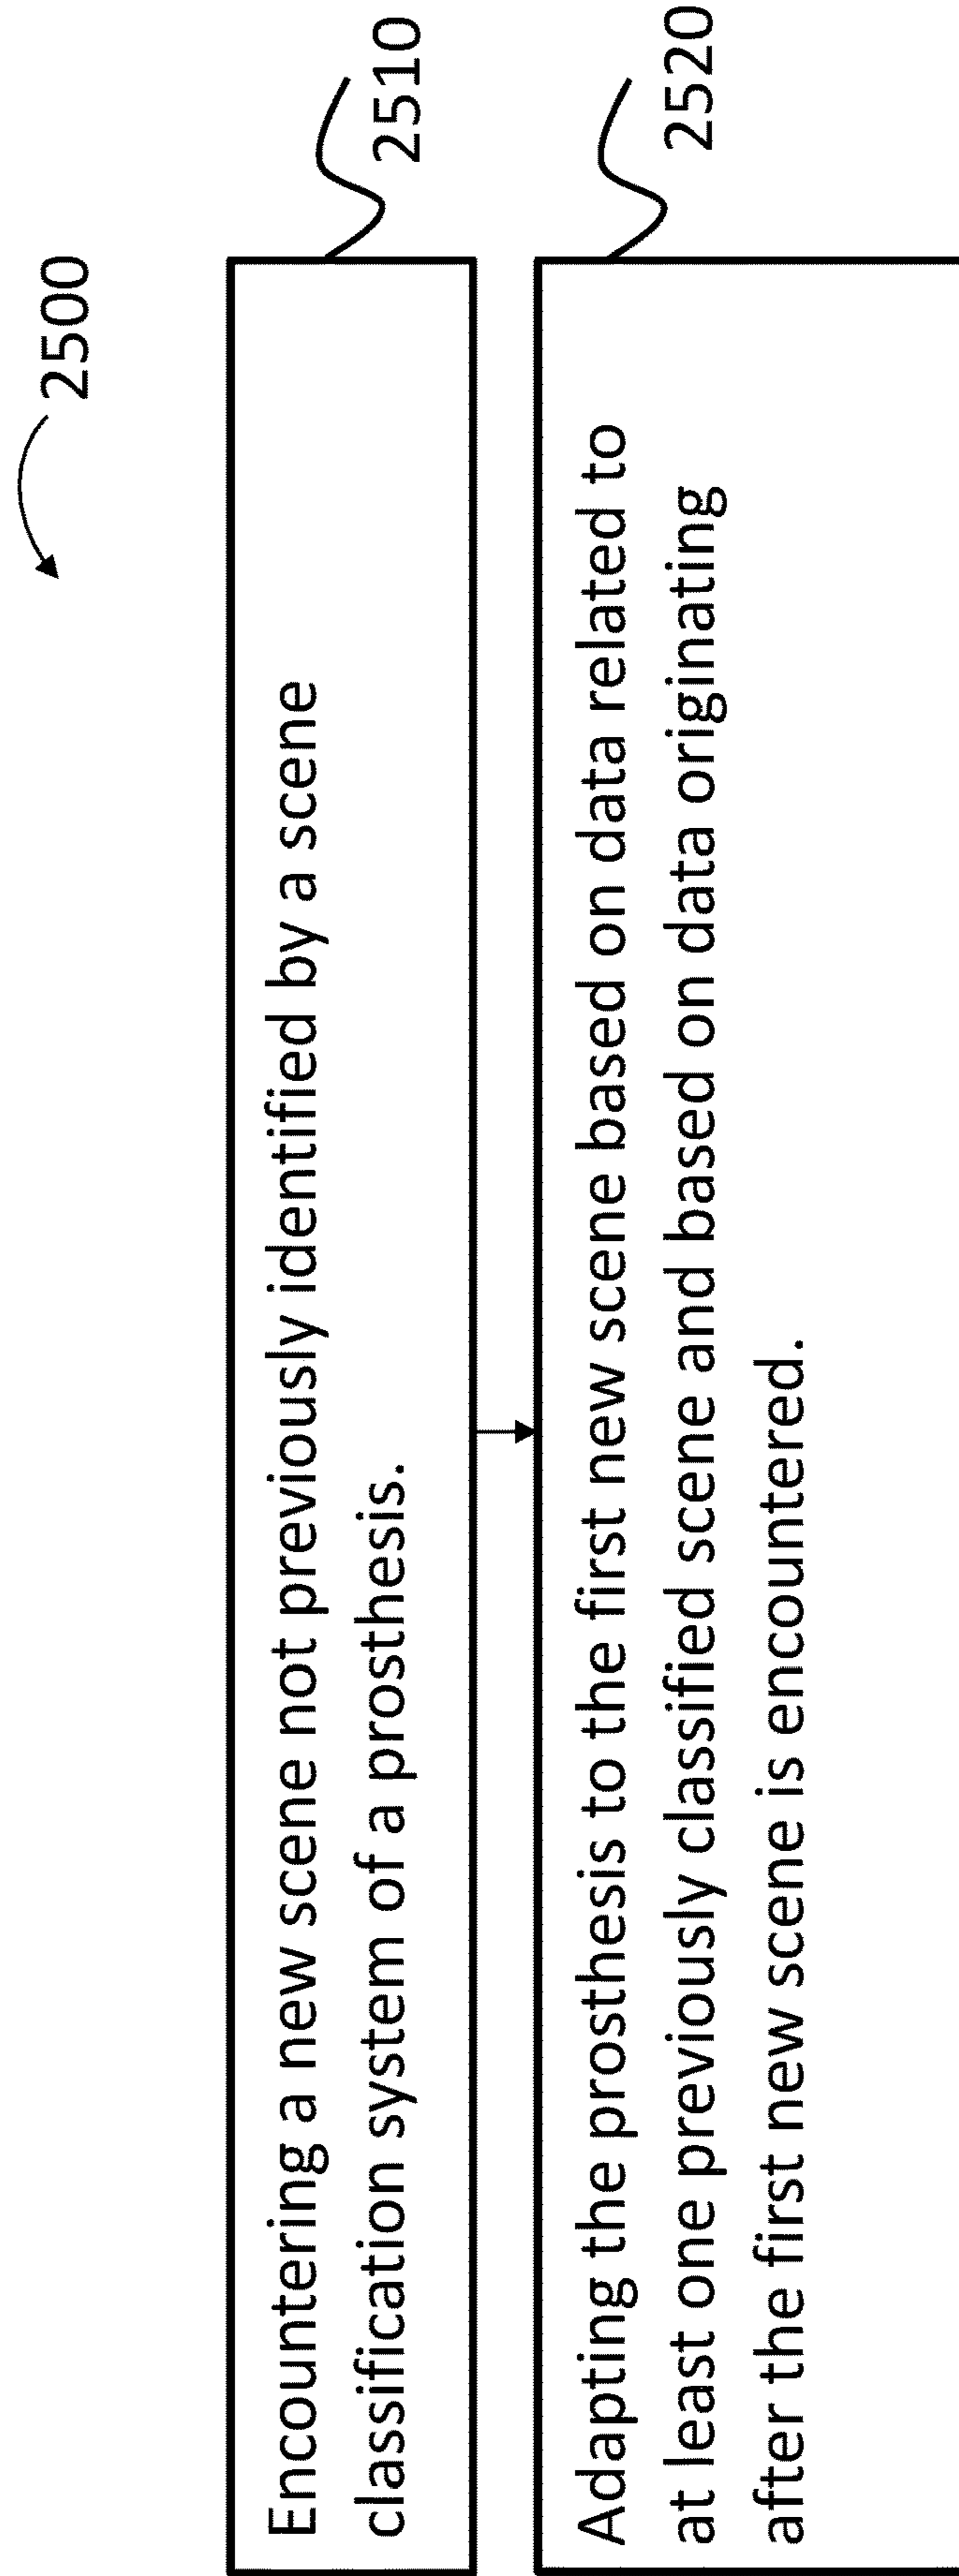 2500
Encountering a new scene not previously identified by a scene
classification system of a prosthesis.
2510
Adapting the prosthesis to the first new scene based on data related to
at least one previously classified scene and based on data originating
after the first new scene is encountered.
2520